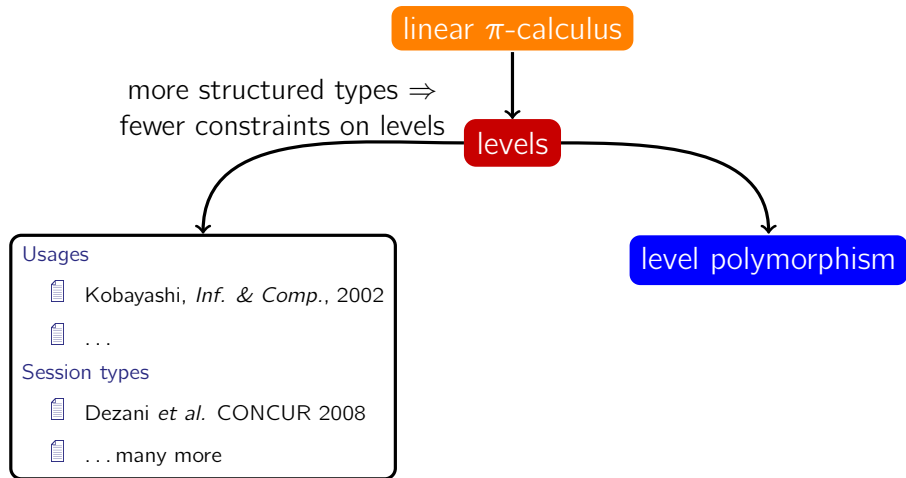 linear π-calculus
more structured types ⇒
fewer constraints on levels
levels
Usages
Kobayashi, Inf. & Comp., 2002
...
Session types
Dezani et al. CONCUR 2008
...many more
level polymorphism